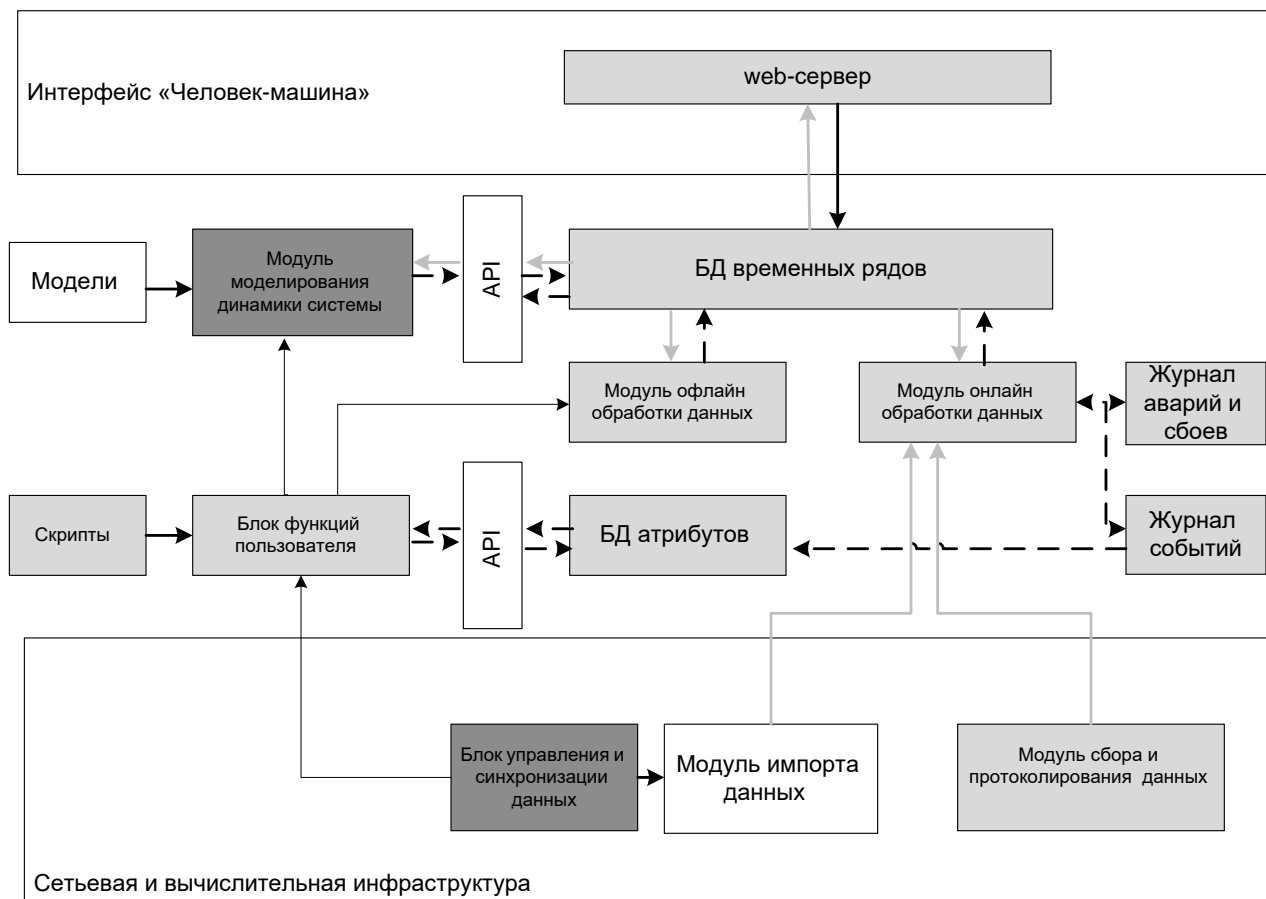 web-сервер
Интерфейс «Человек-машина»
Модели
Модуль
моделирования
динамики системы
API
БД временных рядов
Модуль офлайн
обработки данных
Модуль онлайн
обработки данных
Журнал
аварий и
сбоев
Скрипты
Блок функций
пользователя
API
БД атрибутов
Журнал
событий
Блок управления и
синхронизации
данных
Модуль импорта
данных
Модуль сбора и
протоколирования данных
Сетьевая и вычислительная инфраструктура